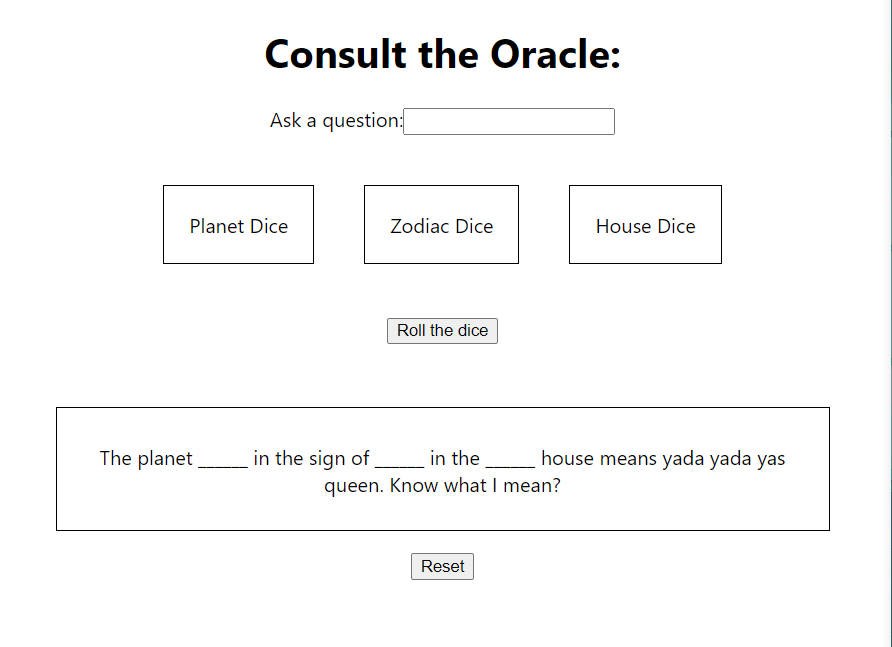 Consult the Oracle:
Ask a question:
Planet Dice Zodiac Dice House Dice
Roll the dice
The planet _____ in the sign of _____ in the _____ house means yada yada yas
queen. Know what I mean?
Reset